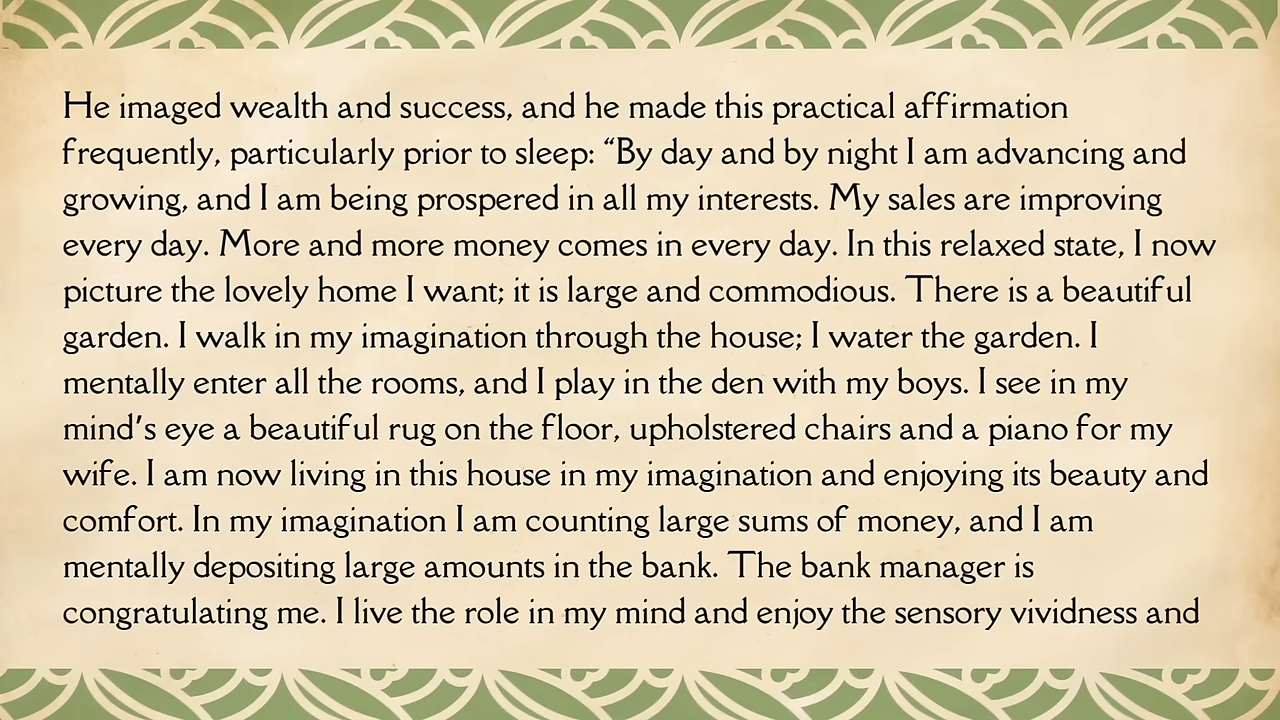 He imaged wealth and success, and he made this practical affirmation
frequently, particularly prior to sleep: “By day and by night I am advancing and
growing, and I am being prospered in all my interests. My sales are improving
every day. More and more money comes in every day. In this relaxed state, I now
picture the lovely home I want; it is large and commodious. There is a beautiful
garden. I walk in my imagination through the house; I water the garden. I
mentally enter all the rooms, and I play in the den with my boys. I see in my
mind's eye a beautiful rug on the floor, upholstered chairs and a piano for my
wife. I am now living in this house in my imagination and enjoying its beauty and
comfort. In my imagination I am counting large sums of money, and I am
mentally depositing large amounts in the bank. The bank manager is
congratulating me. I live the role in my mind and enjoy the sensory vividness and